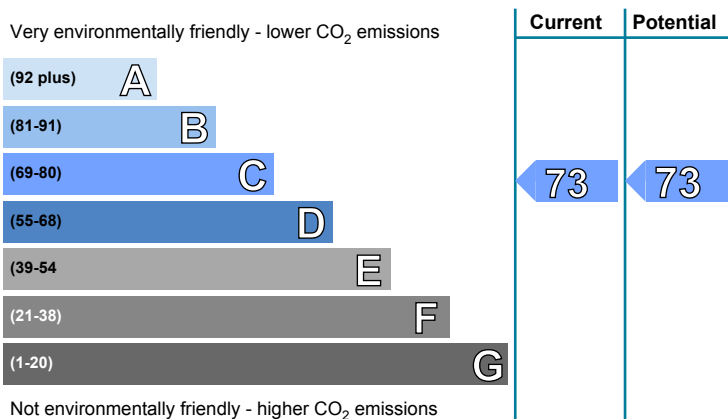 Current Potential
Very environmentally friendly - lower CO2 emissions
(92 plus) A
(81-91) B
(69-80) C
73 73
(55-68) D
(39-54 E
(21-38) F
(1-20) G
Not environmentally friendly - higher CO2 emissions